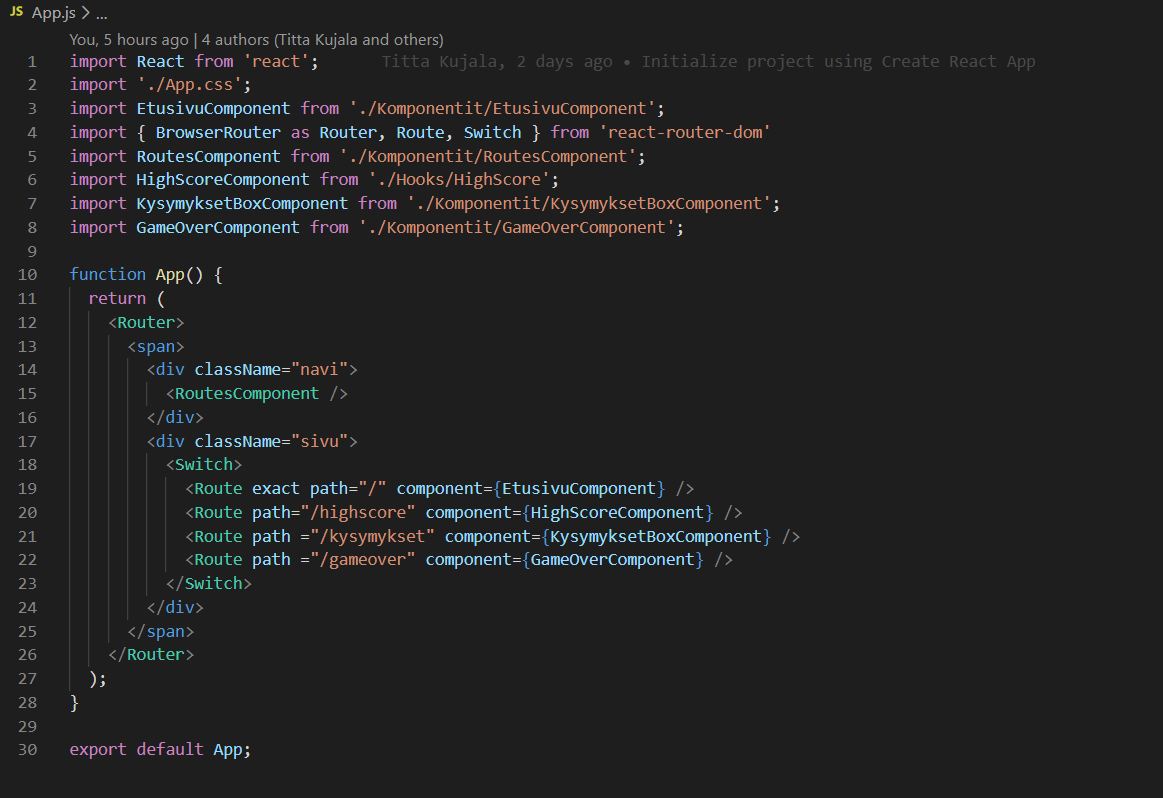 JS App.js > ...
You, 5 hours ago | 4 authors (Titta Kujala and others)
1 import React from 'react'; Titta Kujala, 2 days ago • Initialize project using Create React App
2 import './App.css';
3 import EtusivuComponent from './Komponentit/EtusivuComponent';
4 import { BrowserRouter as Router, Route, Switch } from 'react-router-dom'
5 import RoutesComponent from './Komponentit/RoutesComponent';
6 import HighScoreComponent from './Hooks/HighScore';
7 import KysymyksetBoxComponent from './Komponentit/KysymyksetBoxComponent';
8 import GameOverComponent from './Komponentit/GameOverComponent';
9
10 function App() {
11   return (
12     <Router>
13       <span>
14         <div className="navi">
15           <RoutesComponent />
16         </div>
17         <div className="sivu">
18           <Switch>
19             <Route exact path="/" component={EtusivuComponent} />
20             <Route path="/highscore" component={HighScoreComponent} />
21             <Route path ="/kysymykset" component={KysymyksetBoxComponent} />
22             <Route path ="/gameover" component={GameOverComponent} />
23           </Switch>
24         </div>
25       </span>
26     </Router>
27   );
28 }
29
30 export default App;